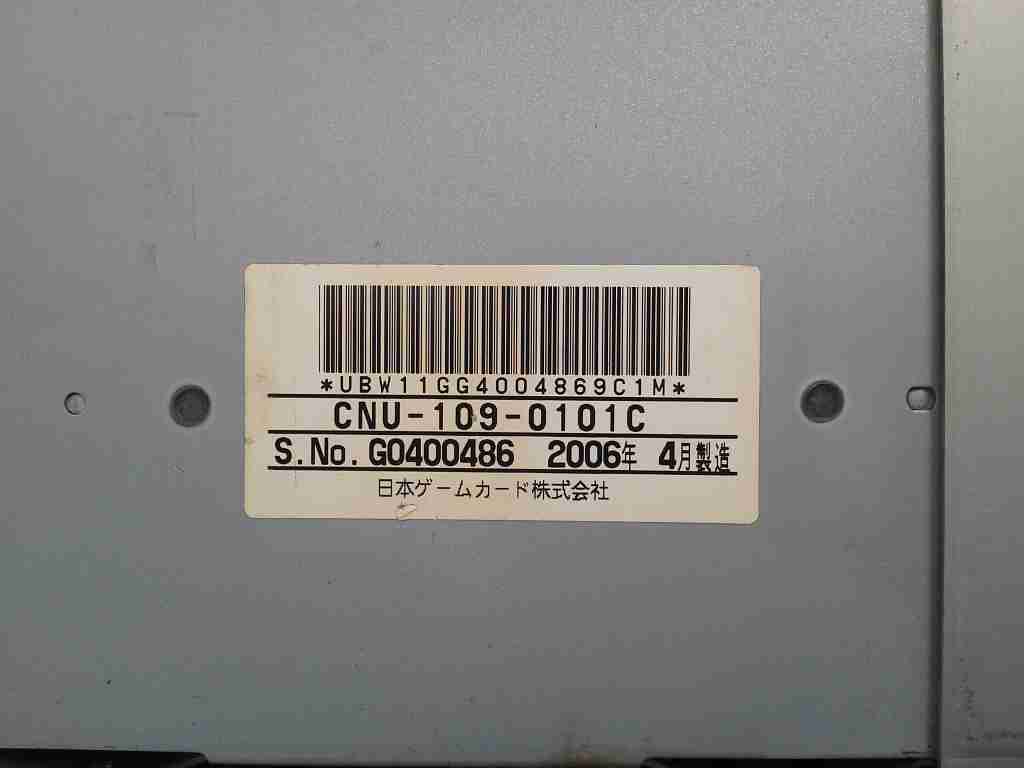 *UBW11GG4004869C1M*
CNU-109-0101C
S.No.G0400486 2006年 4月製造
日本ゲームカード株式会社